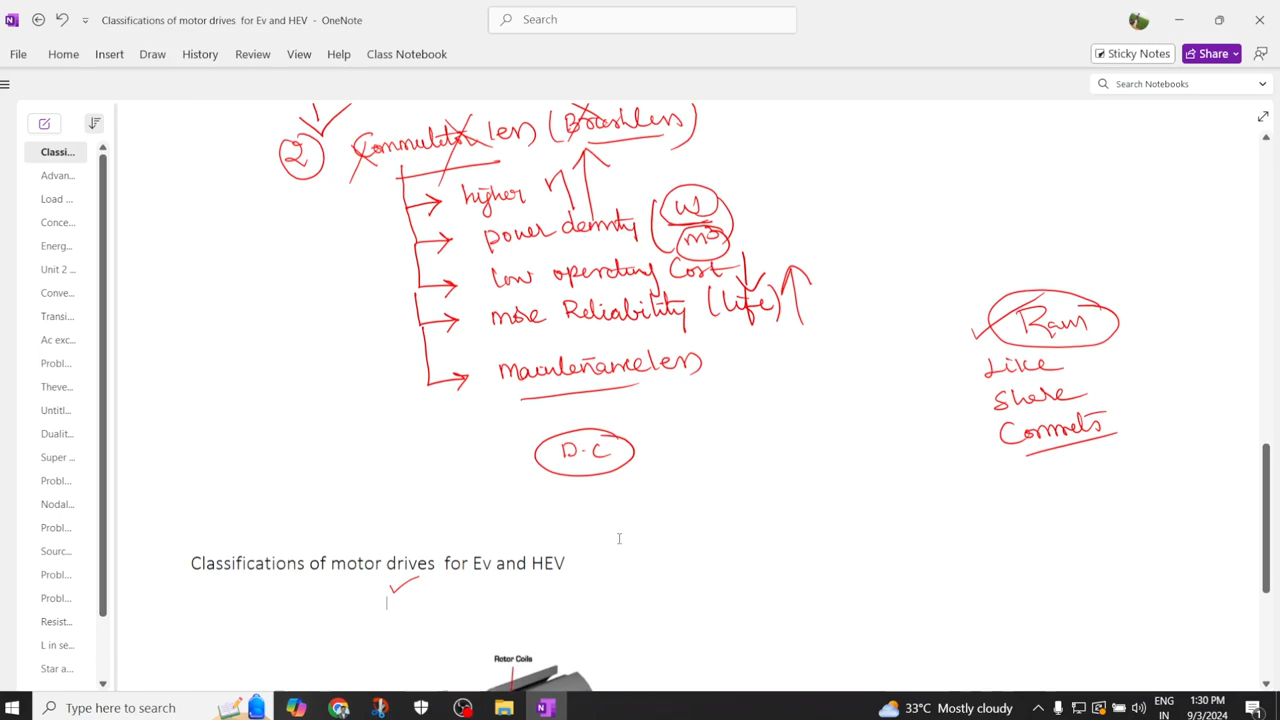 Classifications of motor drives for Ev and HEV - OneNote
Search
File Home Insert Draw History Review View Help Class Notebook
Sticky Notes
Share
Search Notebooks
Classi...
Advan...
Load ...
Conce...
Energ...
Unit 2 ...
Conve...
Transi...
Ac exc...
Probl...
Theve...
Untitl...
Dualit...
Super ...
Probl...
Nodal...
Probl...
Sourc...
Probl...
Probl...
Resist...
L in se...
Star a...
2 Commutator less (Brushless)
higher η
power density (W/m³)
low operating Cost
more Reliability (life)
maintenanceless
D.C
Ram
Like
Share
Commets
Classifications of motor drives for Ev and HEV
Rotor Coils
Type here to search
33°C Mostly cloudy
ENG
IN
1:30 PM
9/3/2024